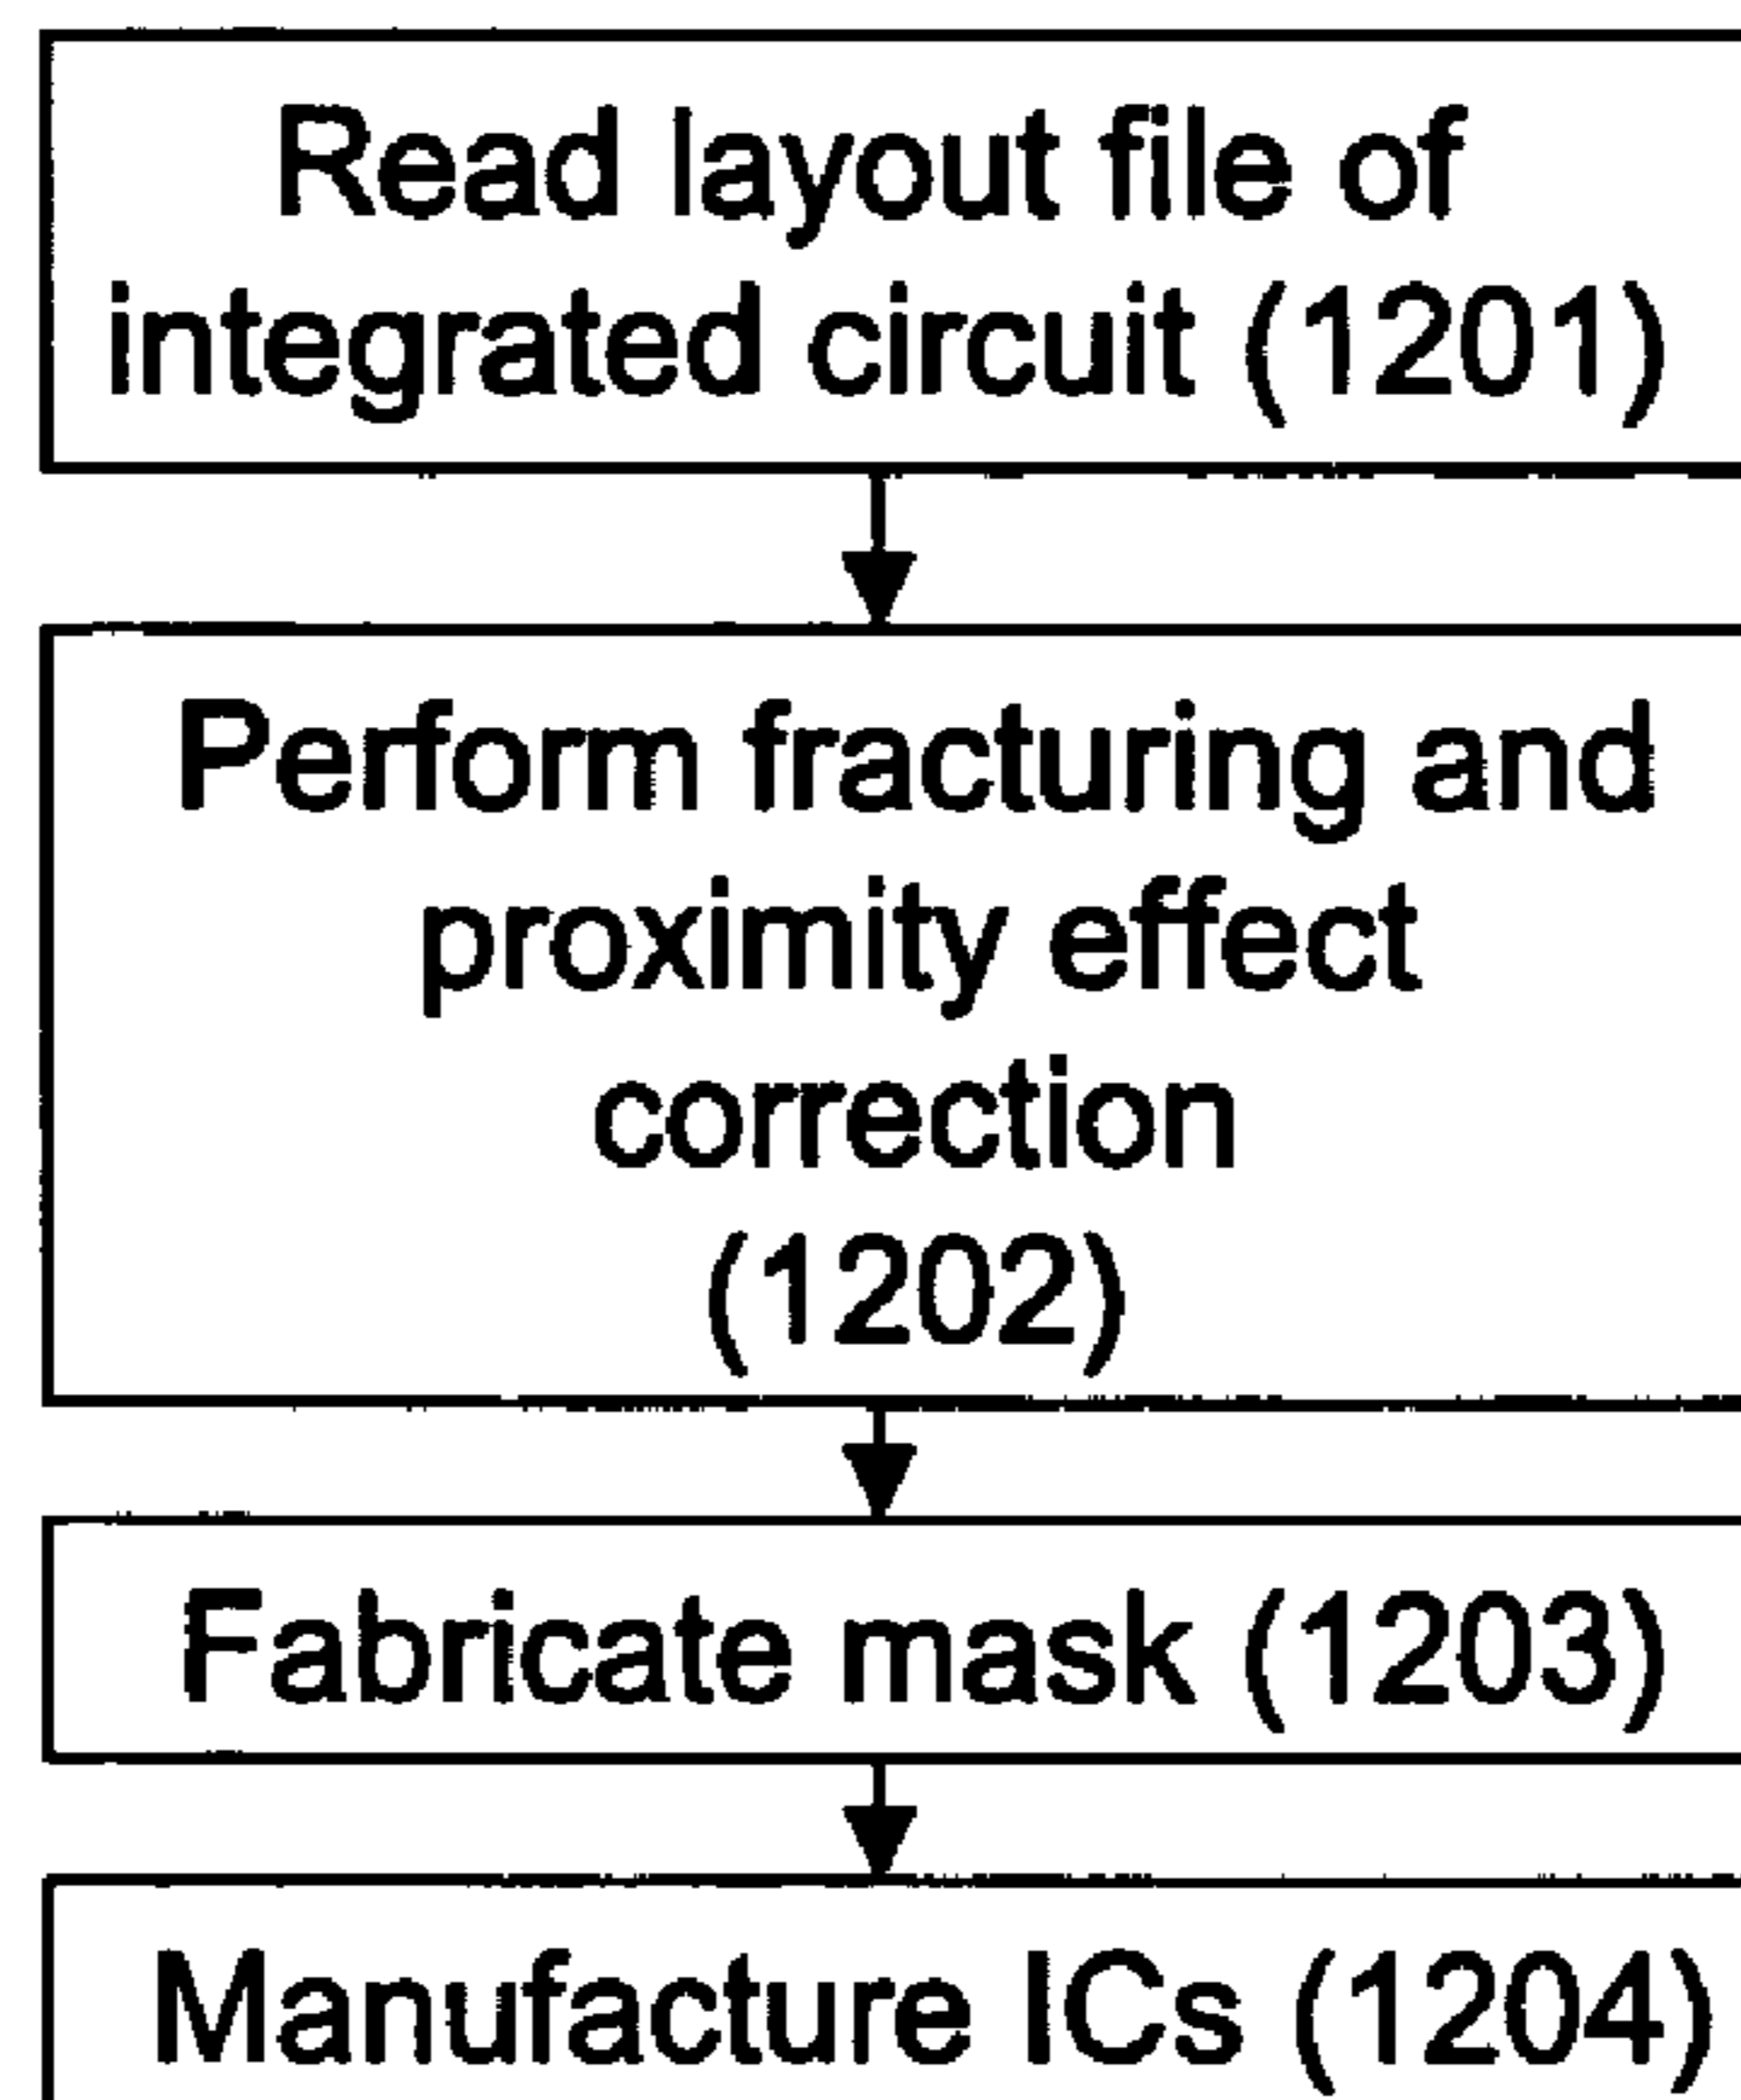 Read layout file of
integrated circuit (1201)
Perform fracturing and
proximity effect
correction
(1202)
Fabricate mask (1203)
Manufacture ICs (1204)